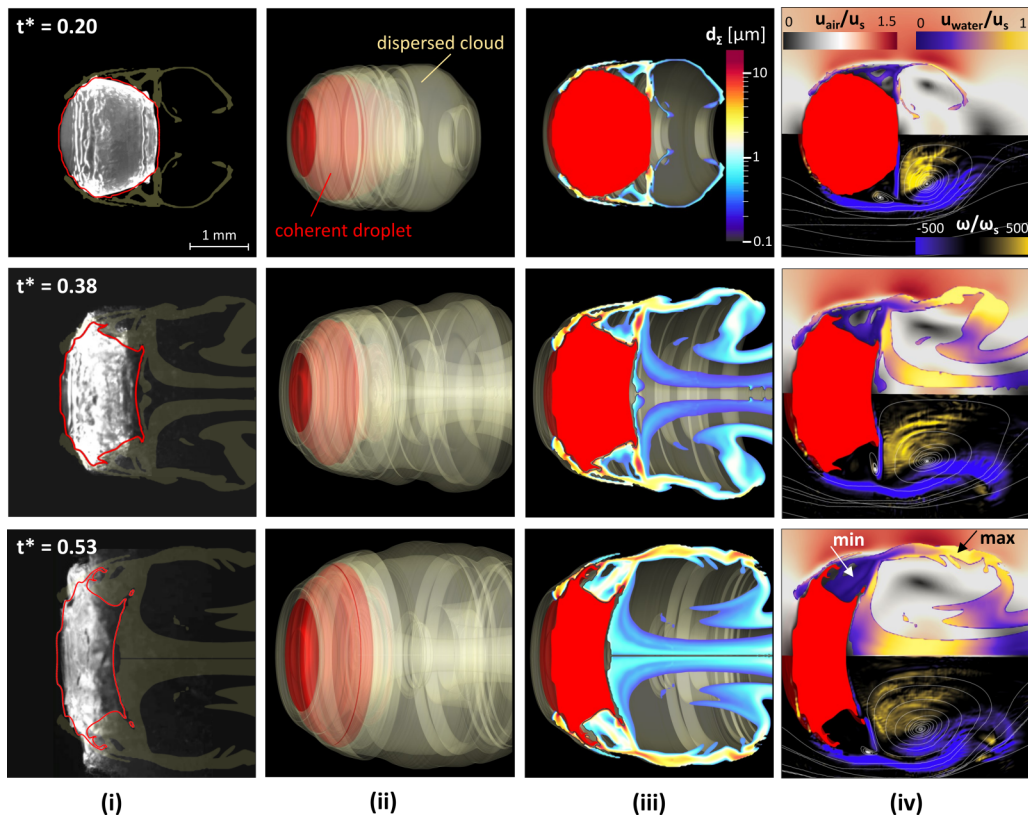 t* = 0.20
1 mm
dispersed cloud
coherent droplet
d_Σ [μm]
10
1
0.1
0 u_air/u_s 1.5
0 u_water/u_s 1
ω/ω_s
-500 500
t* = 0.38
t* = 0.53
min
max
(i) (ii) (iii) (iv)